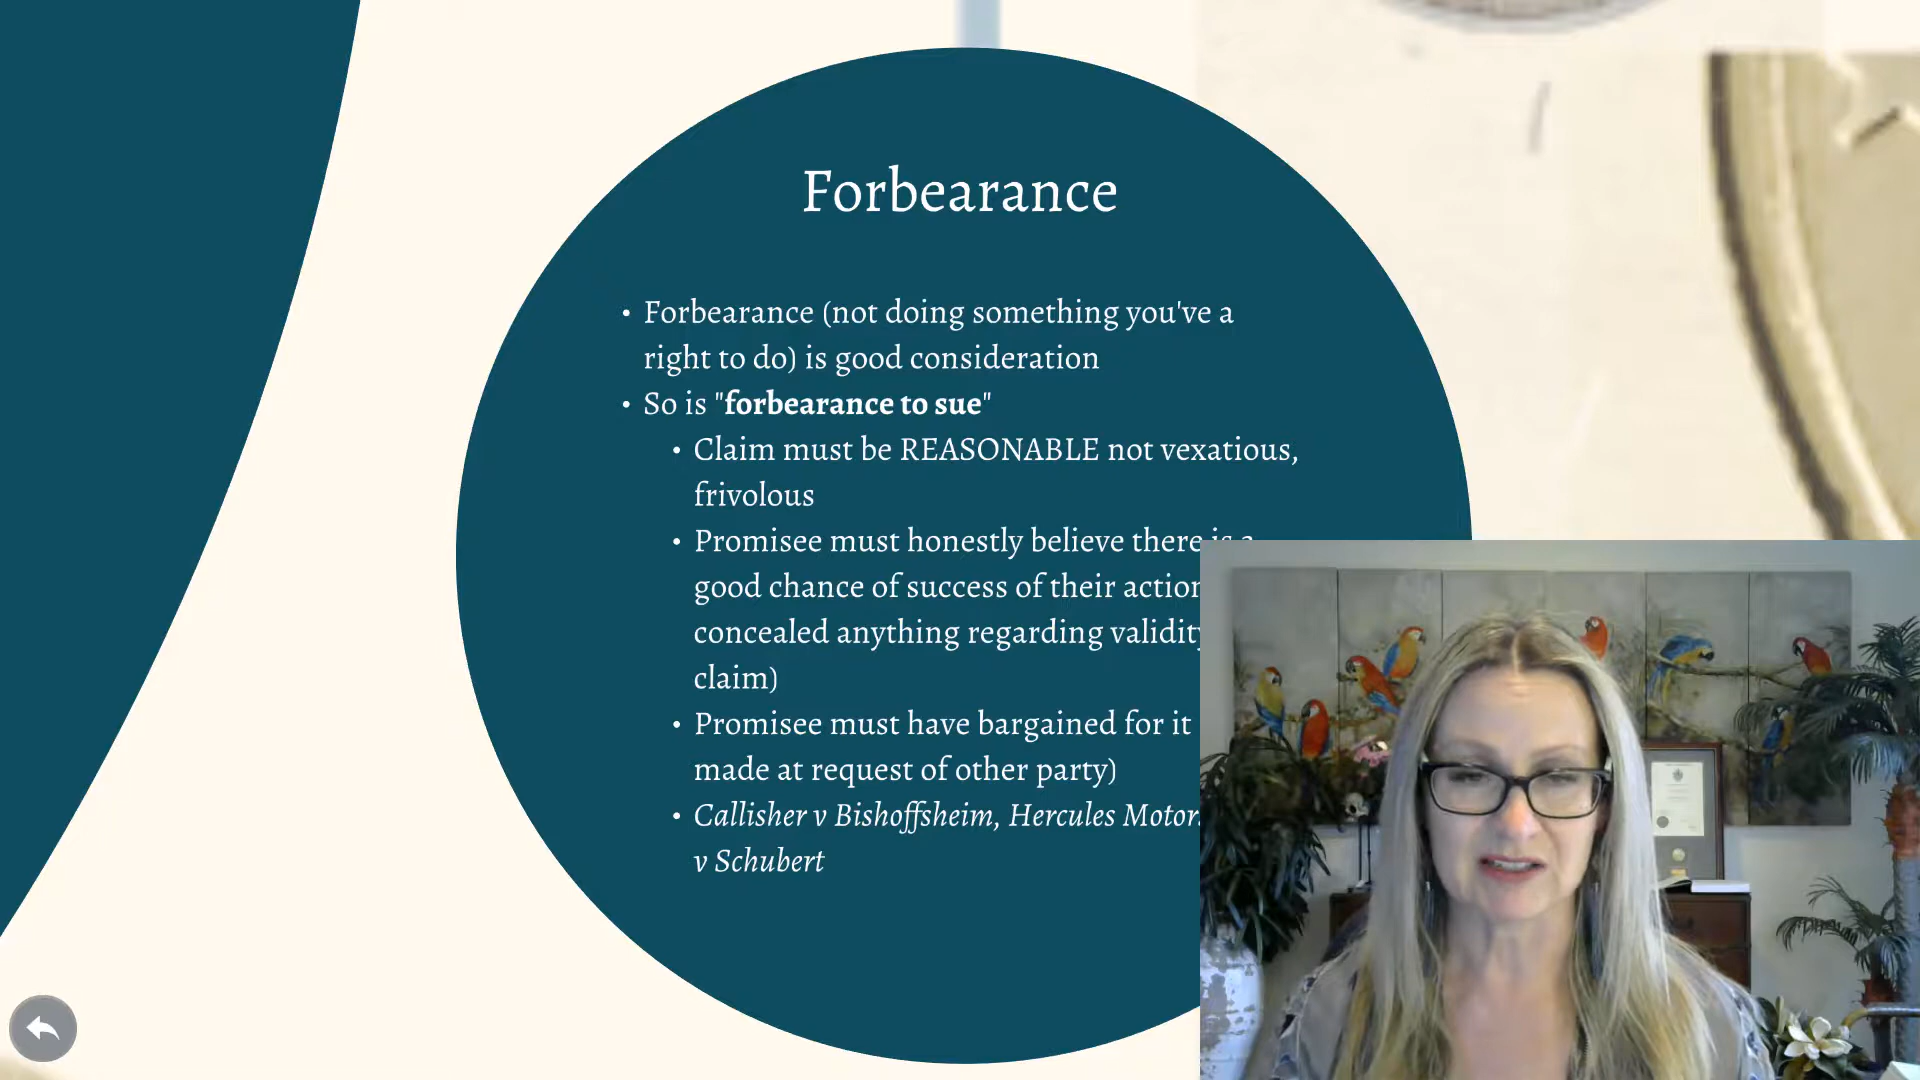 Forbearance
• Forbearance (not doing something you've a
right to do) is good consideration
• So is "forbearance to sue"
• Claim must be REASONABLE not vexatious,
frivolous
• Promisee must honestly believe there is a
good chance of success of their action
concealed anything regarding validity
claim)
• Promisee must have bargained for it
made at request of other party)
• Callisher v Bishoffsheim, Hercules Motors
v Schubert